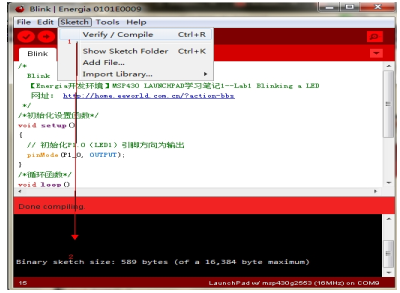 Blink | Energia 0101E0009
File Edit Sketch Tools Help
Verify / Compile Ctrl+R
1
Show Sketch Folder Ctrl+K
Add File...
Import Library...
Blink
/*
Blink
【Energia开发环境】MSP430 LAUNCHPAD学习笔记1--Lab1 Blinking a LED
网址: http://home.eeworld.com.cn/?action-bbs
*/
/*初始化设置函数*/
void setup()
{
// 初始化P1.0 (LED1) 引脚方向为输出
pinMode(P1_0, OUTPUT);
}
/*循环函数*/
void loop()
Done compiling.
2
Binary sketch size: 589 bytes (of a 16,384 byte maximum)
15
LaunchPad w/ msp430g2553 (16MHz) on COM9